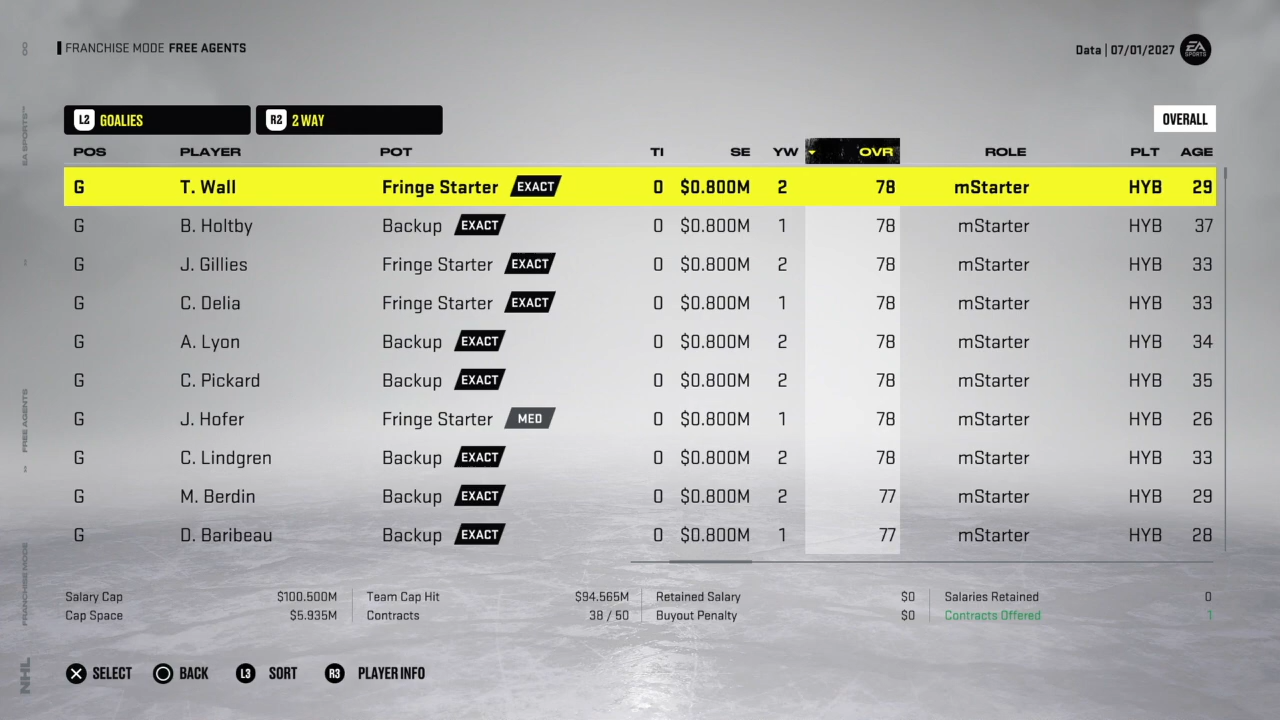 FRANCHISE MODE FREE AGENTS
Data | 07/01/2027 EA SPORTS
L2 GOALIES R2 2 WAY OVERALL
POS PLAYER POT TI SE YW OVR ROLE PLT AGE
G T. Wall Fringe Starter EXACT 0 $0.800M 2 78 mStarter HYB 29
G B. Holtby Backup EXACT 0 $0.800M 1 78 mStarter HYB 37
G J. Gillies Fringe Starter EXACT 0 $0.800M 2 78 mStarter HYB 33
G C. Delia Fringe Starter EXACT 0 $0.800M 1 78 mStarter HYB 33
G A. Lyon Backup EXACT 0 $0.800M 2 78 mStarter HYB 34
G C. Pickard Backup EXACT 0 $0.800M 2 78 mStarter HYB 35
G J. Hofer Fringe Starter MED 0 $0.800M 1 78 mStarter HYB 26
G C. Lindgren Backup EXACT 0 $0.800M 2 78 mStarter HYB 33
G M. Berdin Backup EXACT 0 $0.800M 2 77 mStarter HYB 29
G D. Baribeau Backup EXACT 0 $0.800M 1 77 mStarter HYB 28
Salary Cap $100.500M Team Cap Hit $94.565M Retained Salary $0 Salaries Retained 0
Cap Space $5.935M Contracts 38 / 50 Buyout Penalty $0 Contracts Offered 1
SELECT BACK L3 SORT R3 PLAYER INFO
NHL FRANCHISE MODE FREE AGENTS EA SPORTS™